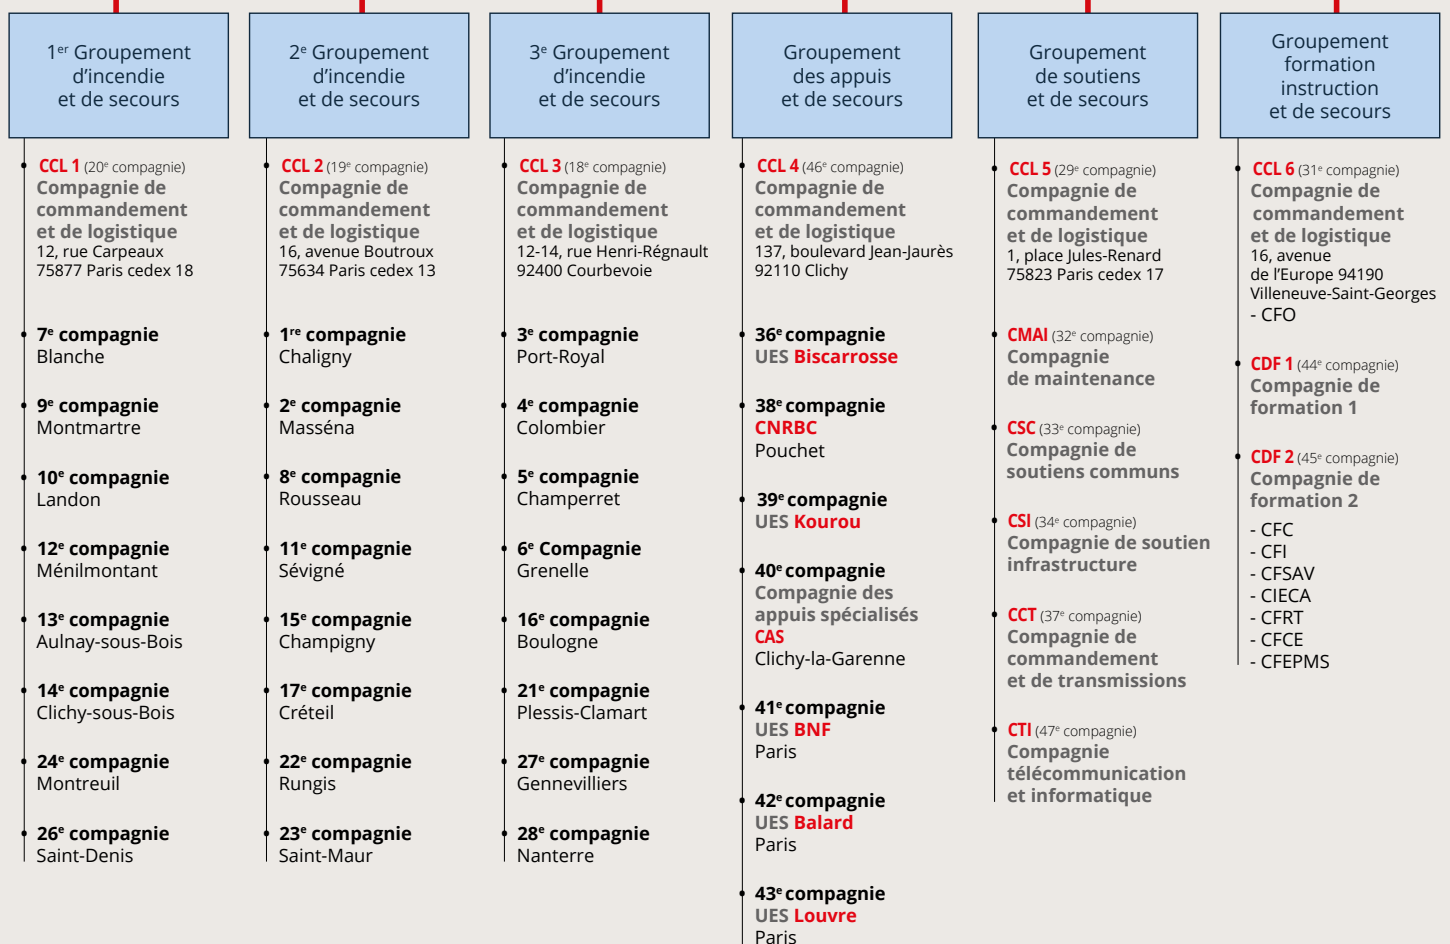 1er Groupement
d'incendie
et de secours
CCL 1 (20e compagnie)
Compagnie de
commandement
et de logistique
12, rue Carpeaux
75877 Paris cedex 18
7e compagnie
Blanche
9e compagnie
Montmartre
10e compagnie
Landon
12e compagnie
Ménilmontant
13e compagnie
Aulnay-sous-Bois
14e compagnie
Clichy-sous-Bois
24e compagnie
Montreuil
26e compagnie
Saint-Denis
2e Groupement
d'incendie
et de secours
CCL 2 (19e compagnie)
Compagnie de
commandement
et de logistique
16, avenue Boutroux
75634 Paris cedex 13
1re compagnie
Chaligny
2e compagnie
Masséna
8e compagnie
Rousseau
11e compagnie
Sévigné
15e compagnie
Champigny
17e compagnie
Créteil
22e compagnie
Rungis
23e compagnie
Saint-Maur
3e Groupement
d'incendie
et de secours
CCL 3 (18e compagnie)
Compagnie de
commandement
et de logistique
12-14, rue Henri-Régnault
92400 Courbevoie
3e compagnie
Port-Royal
4e compagnie
Colombier
5e compagnie
Champerret
6e Compagnie
Grenelle
16e compagnie
Boulogne
21e compagnie
Plessis-Clamart
27e compagnie
Gennevilliers
28e compagnie
Nanterre
Groupement
des appuis
et de secours
CCL 4 (46e compagnie)
Compagnie de
commandement
et de logistique
137, boulevard Jean-Jaurès
92110 Clichy
36e compagnie
UES Biscarrosse
38e compagnie
CNRBC
Pouchet
39e compagnie
UES Kourou
40e compagnie
Compagnie des
appuis spécialisés
CAS
Clichy-la-Garenne
41e compagnie
UES BNF
Paris
42e compagnie
UES Balard
Paris
43e compagnie
UES Louvre
Paris
Groupement
de soutiens
et de secours
CCL 5 (29e compagnie)
Compagnie de
commandement
et de logistique
1, place Jules-Renard
75823 Paris cedex 17
CMAI (32e compagnie)
Compagnie
de maintenance
CSC (33e compagnie)
Compagnie de
soutiens communs
CSI (34e compagnie)
Compagnie de soutien
infrastructure
CCT (37e compagnie)
Compagnie de
commandement
et de transmissions
CTI (47e compagnie)
Compagnie
télécommunication
et informatique
Groupement
formation
instruction
et de secours
CCL 6 (31e compagnie)
Compagnie de
commandement
et de logistique
16, avenue
de l'Europe 94190
Villeneuve-Saint-Georges
- CFO
CDF 1 (44e compagnie)
Compagnie de
formation 1
CDF 2 (45e compagnie)
Compagnie de
formation 2
- CFC
- CFI
- CFSAV
- CIECA
- CFRT
- CFCE
- CFEPMS